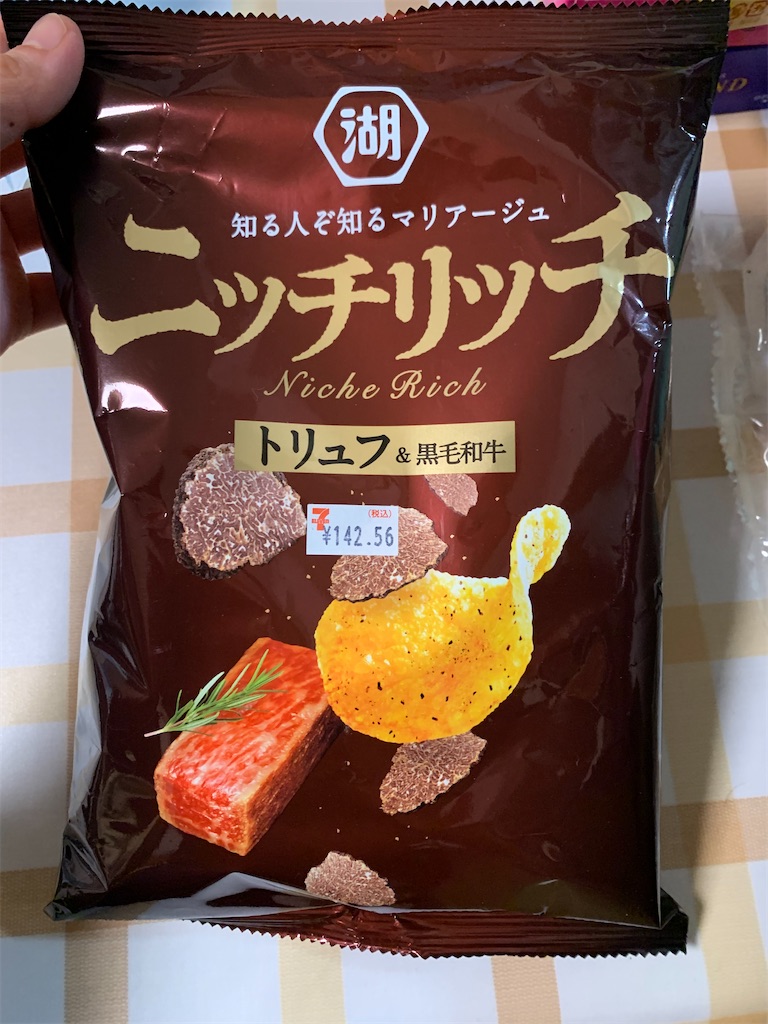 湖
知る人ぞ知るマリアージュ
ニッチリッチ
Niche Rich
トリュフ & 黒毛和牛
(税込)
¥142.56
ND